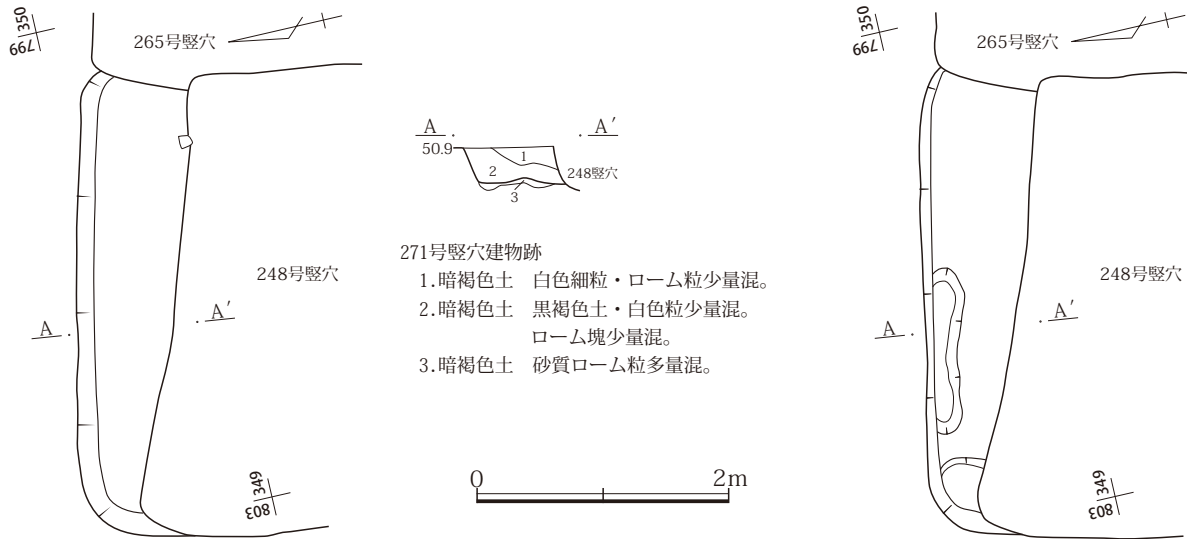 350
799
265号竪穴
248号竪穴
A
A′
349
803
A
A′
50.9
1
2
3
248竪穴
271号竪穴建物跡
1.暗褐色土　白色細粒・ローム粒少量混。
2.暗褐色土　黒褐色土・白色粒少量混。
ローム塊少量混。
3.暗褐色土　砂質ローム粒多量混。
0
2m
350
799
265号竪穴
248号竪穴
A
A′
349
803